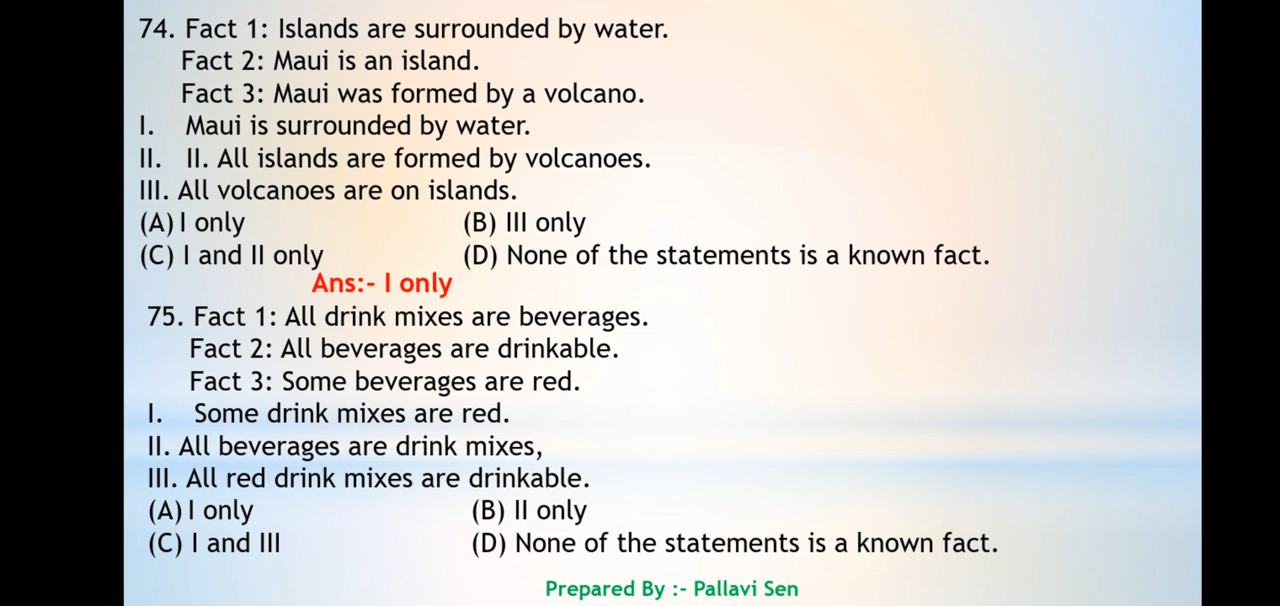 74. Fact 1: Islands are surrounded by water.
Fact 2: Maui is an island.
Fact 3: Maui was formed by a volcano.
I. Maui is surrounded by water.
II. II. All islands are formed by volcanoes.
III. All volcanoes are on islands.
(A) I only (B) III only
(C) I and II only (D) None of the statements is a known fact.
Ans:- I only
75. Fact 1: All drink mixes are beverages.
Fact 2: All beverages are drinkable.
Fact 3: Some beverages are red.
I. Some drink mixes are red.
II. All beverages are drink mixes,
III. All red drink mixes are drinkable.
(A) I only (B) II only
(C) I and III (D) None of the statements is a known fact.
Prepared By :- Pallavi Sen